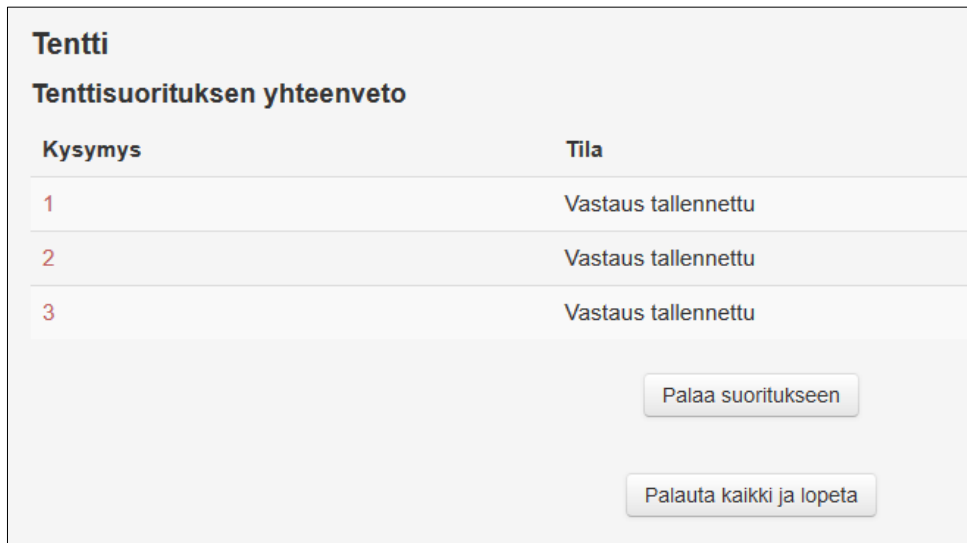 Tentti
Tenttisuorituksen yhteenveto
Kysymys Tila
1 Vastaus tallennettu
2 Vastaus tallennettu
3 Vastaus tallennettu
Palaa suoritukseen
Palauta kaikki ja lopeta